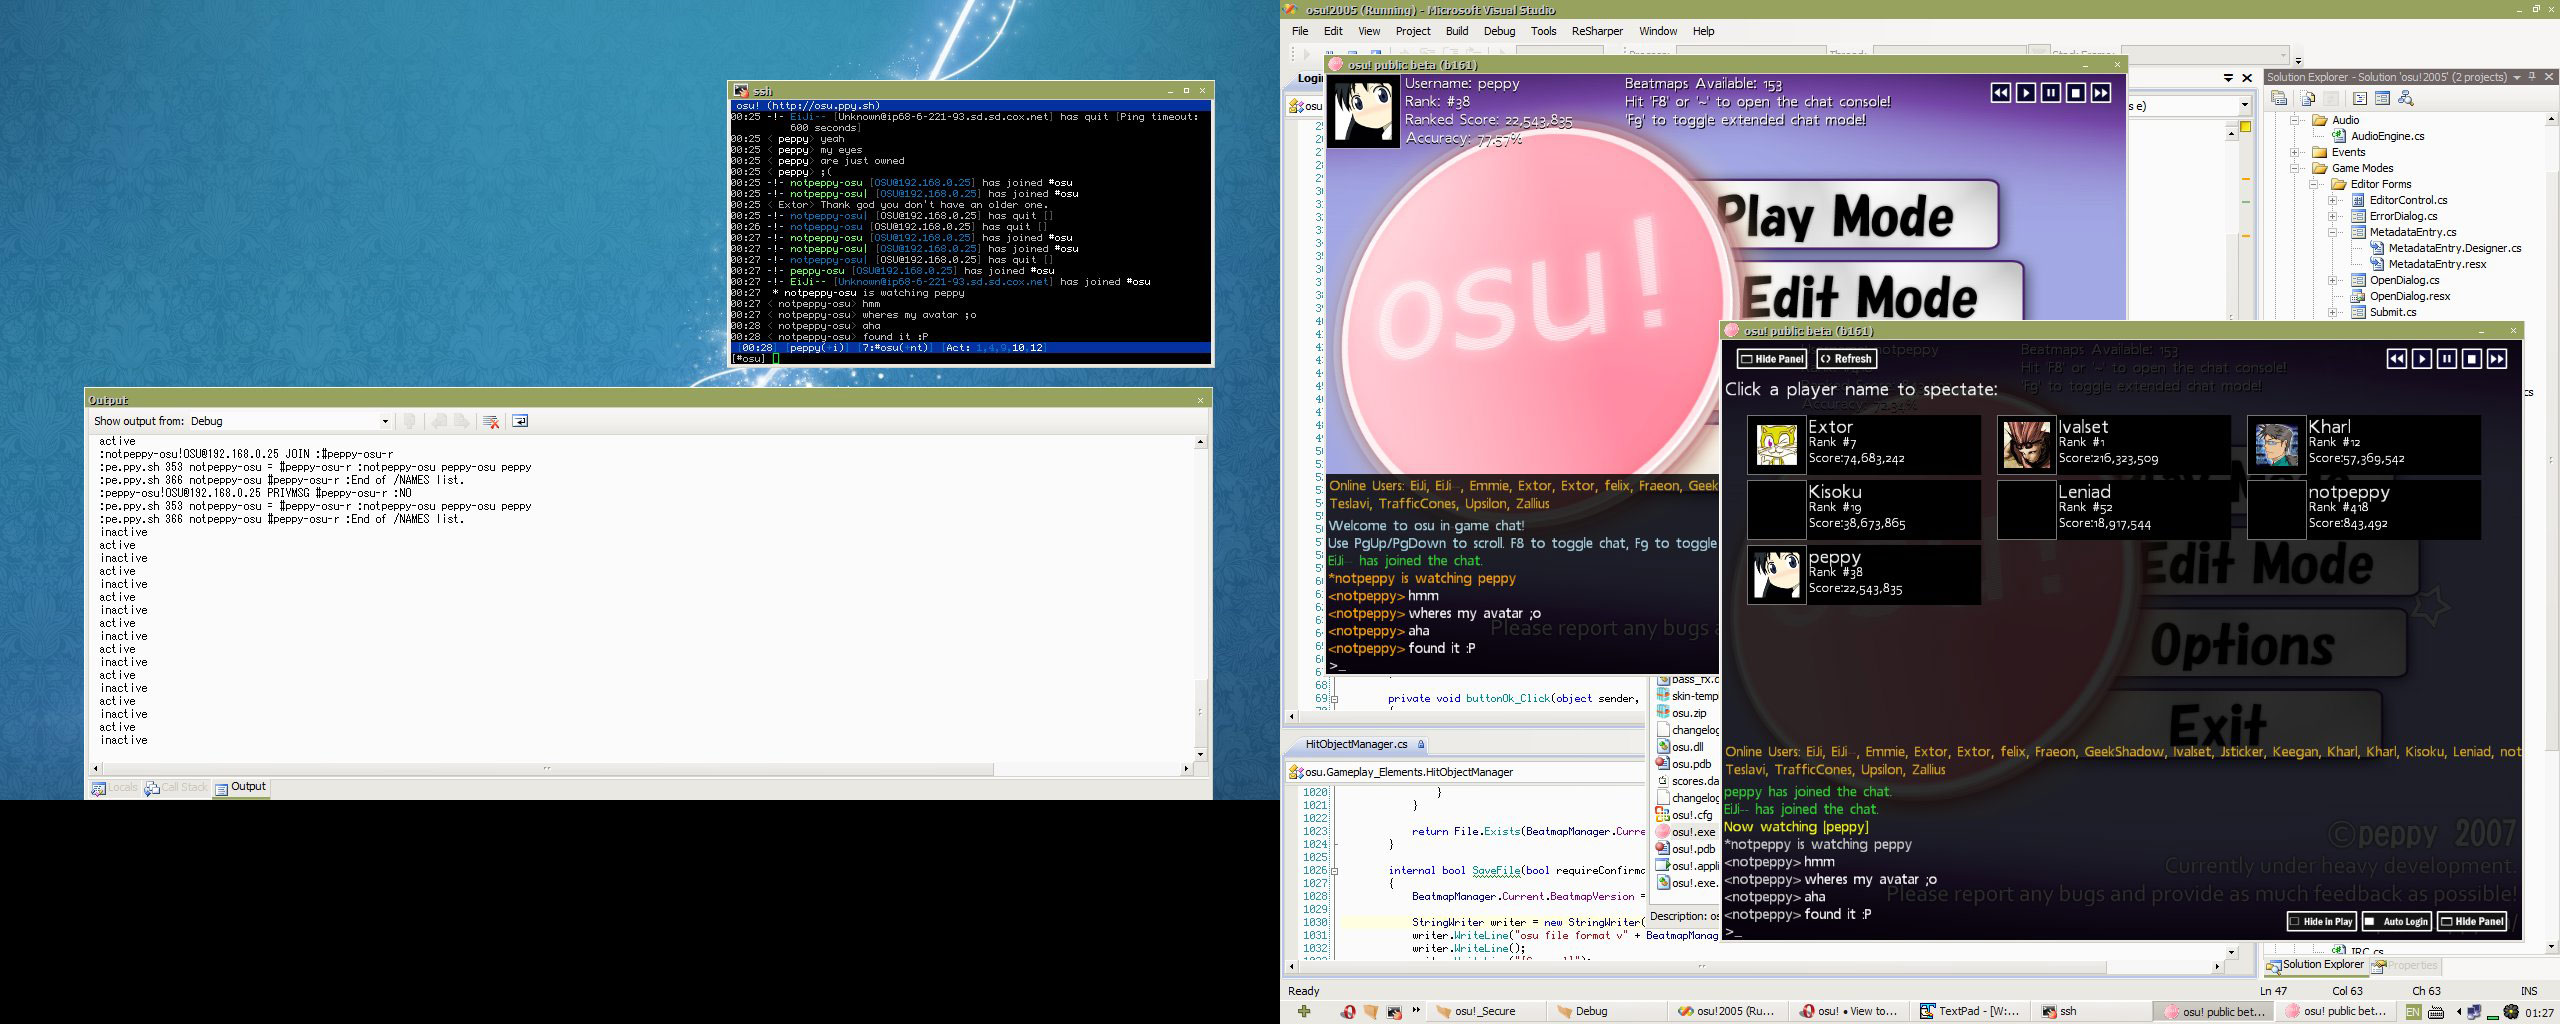 ssh
osu! (http://osu.ppy.sh)
00:25 -!- EiJi-- [Unknown@ip68-6-221-93.sd.sd.cox.net] has quit [Ping timeout:
600 seconds]
00:25 < peppy> yeah
00:25 < peppy> my eyes
00:25 < peppy> are just owned
00:25 < peppy> ;(
00:25 -!- notpeppy-osu [OSU@192.168.0.25] has joined #osu
00:25 -!- notpeppy-osu| [OSU@192.168.0.25] has joined #osu
00:25 < Extor> Thank god you don't have an older one.
00:25 -!- notpeppy-osu| [OSU@192.168.0.25] has quit []
00:26 -!- notpeppy-osu [OSU@192.168.0.25] has quit []
00:27 -!- notpeppy-osu [OSU@192.168.0.25] has joined #osu
00:27 -!- notpeppy-osu| [OSU@192.168.0.25] has joined #osu
00:27 -!- notpeppy-osu| [OSU@192.168.0.25] has quit []
00:27 -!- peppy-osu [OSU@192.168.0.25] has joined #osu
00:27 -!- EiJi-- [Unknown@ip68-6-221-93.sd.sd.cox.net] has joined #osu
00:27 * notpeppy-osu is watching peppy
00:27 < notpeppy-osu> hmm
00:27 < notpeppy-osu> wheres my avatar ;o
00:28 < notpeppy-osu> aha
00:28 < notpeppy-osu> found it :P
[00:28] [peppy(+i)] [7:#osu(+nt)] [Act: 1,4,9,10,12]
[#osu]
Output
Show output from: Debug
active
:notpeppy-osu!OSU@192.168.0.25 JOIN :#peppy-osu-r
:pe.ppy.sh 353 notpeppy-osu = #peppy-osu-r :notpeppy-osu peppy-osu peppy
:pe.ppy.sh 366 notpeppy-osu #peppy-osu-r :End of /NAMES list.
:peppy-osu!OSU@192.168.0.25 PRIVMSG #peppy-osu-r :NO
:pe.ppy.sh 353 notpeppy-osu = #peppy-osu-r :notpeppy-osu peppy-osu peppy
:pe.ppy.sh 366 notpeppy-osu #peppy-osu-r :End of /NAMES list.
inactive
active
inactive
active
inactive
active
inactive
active
inactive
active
inactive
active
inactive
active
inactive
active
inactive
Locals Call Stack Output
osu!2005 (Running) - Microsoft Visual Studio
File Edit View Project Build Debug Tools ReSharper Window Help
osu! public beta (b161)
Username: peppy
Rank: #38
Ranked Score: 22,543,835
Accuracy: 77.57%
Beatmaps Available: 153
Hit 'F8' or '~' to open the chat console!
'F9' to toggle extended chat mode!
osu!
Play Mode
Edit Mode
Online Users: EiJi, EiJi--, Emmie, Extor, Extor, felix, Fraeon, Geek
Teslavi, TrafficCones, Upsilon, Zallius
Welcome to osu in-game chat!
Use PgUp/PgDown to scroll. F8 to toggle chat, F9 to toggle
EiJi-- has joined the chat.
*notpeppy is watching peppy
<notpeppy> hmm
<notpeppy> wheres my avatar ;o
<notpeppy> aha
<notpeppy> found it :P
>_
Please report any bugs a
Solution Explorer - Solution 'osu!2005' (2 projects)
Audio
AudioEngine.cs
Events
Game Modes
Editor Forms
EditorControl.cs
ErrorDialog.cs
MetadataEntry.cs
MetadataEntry.Designer.cs
MetadataEntry.resx
OpenDialog.cs
OpenDialog.resx
Submit.cs
osu! public beta (b161)
Hide Panel Refresh
Beatmaps Available: 153
Hit 'F8' or '~' to open the chat console!
'F9' to toggle extended chat mode!
Click a player name to spectate:
Extor
Rank #7
Score:74,683,242
Ivalset
Rank #1
Score:216,323,509
Kharl
Rank #12
Score:57,369,542
Kisoku
Rank #19
Score:38,673,865
Leniad
Rank #52
Score:18,917,544
notpeppy
Rank #418
Score:843,492
peppy
Rank #38
Score:22,543,835
Edit Mode
Options
Exit
Online Users: EiJi, EiJi--, Emmie, Extor, Extor, felix, Fraeon, GeekShadow, Ivalset, Jsticker, Keegan, Kharl, Kharl, Kisoku, Leniad, not
Teslavi, TrafficCones, Upsilon, Zallius
peppy has joined the chat.
EiJi-- has joined the chat.
Now watching [peppy]
*notpeppy is watching peppy
<notpeppy> hmm
<notpeppy> wheres my avatar ;o
<notpeppy> aha
<notpeppy> found it :P
>_
©peppy 2007
Currently under heavy development.
Please report any bugs and provide as much feedback as possible!
Hide in Play Auto Login Hide Panel
68
69 private void buttonOk_Click(object sender,
HitObjectManager.cs
osu.Gameplay_Elements.HitObjectManager
1020 }
1021 }
1022
1023 return File.Exists(BeatmapManager.Curre
1024 }
1025
1026 internal bool SaveFile(bool requireConfirma
1027 {
1028 BeatmapManager.Current.BeatmapVersion =
1029
1030 StringWriter writer = new StringWriter(
1031 writer.WriteLine("osu file format v" + BeatmapManag
1032 writer.WriteLine();
bass_fx.c
skin-temp
osu.zip
changelog
osu.dll
osu.pdb
scores.da
changelog
osu!.cfg
osu!.exe
osu!.pdb
osu!.appli
osu!.exe.
Description: os
IRC.cs
Solution Explorer Properties
Ready
Ln 47 Col 63 Ch 63 INS
osu!_Secure Debug osu!2005 (Ru... osu! • View to... TextPad - [W:... ssh osu! public bet... osu! public bet... EN 01:27